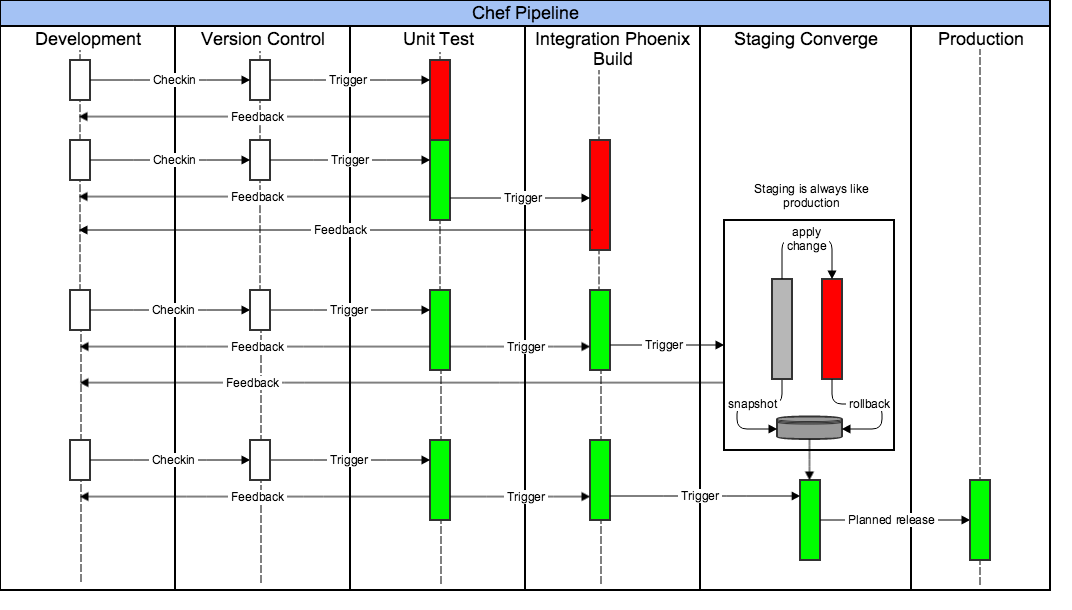 Chef Pipeline
Development
Version Control
Unit Test
Integration Phoenix
Build
Staging Converge
Production
Checkin
Trigger
Feedback
Checkin
Trigger
Feedback
Trigger
Feedback
Staging is always like
production
apply
change
Checkin
Trigger
Feedback
Trigger
Trigger
Feedback
snapshot
rollback
Checkin
Trigger
Feedback
Trigger
Trigger
Planned release